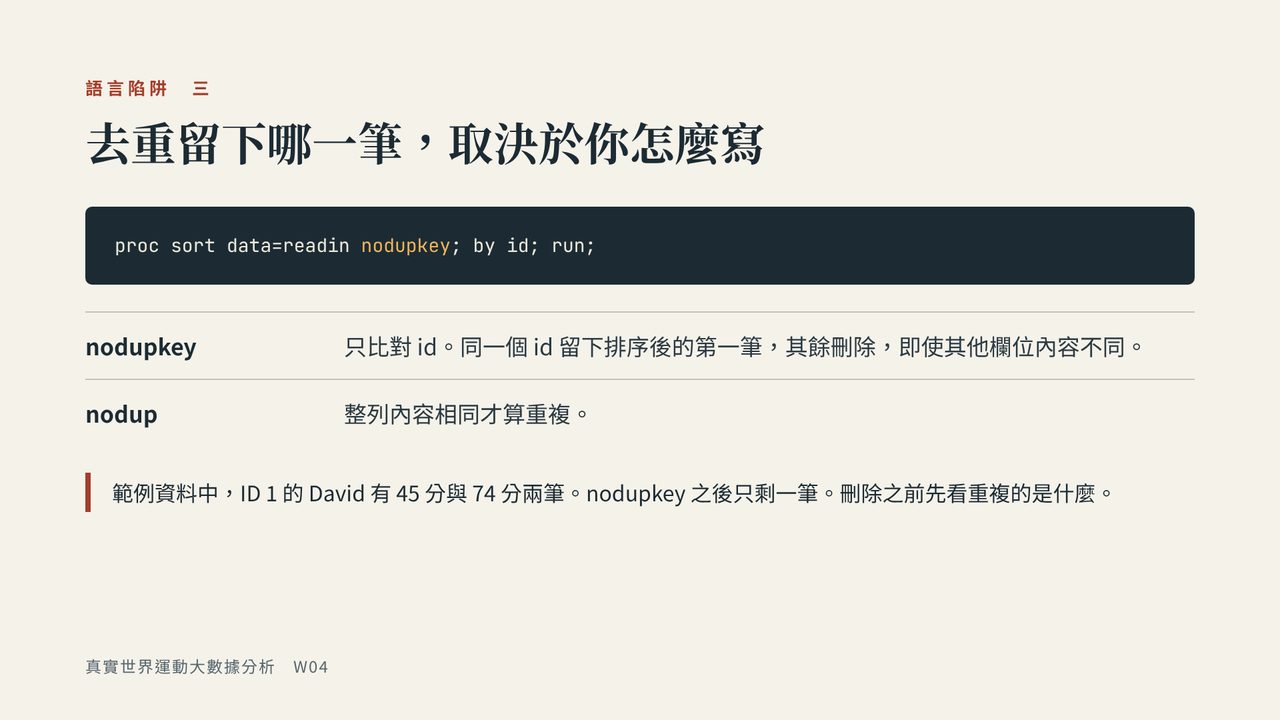 語言陷阱　三
去重留下哪一筆，取決於你怎麼寫
proc sort data=readin nodupkey; by id; run;
nodupkey　只比對 id。同一個 id 留下排序後的第一筆，其餘刪除，即使其他欄位內容不同。
nodup　整列內容相同才算重複。
範例資料中，ID 1 的 David 有 45 分與 74 分兩筆。nodupkey 之後只剩一筆。刪除之前先看重複的是什麼。
真實世界運動大數據分析　W04